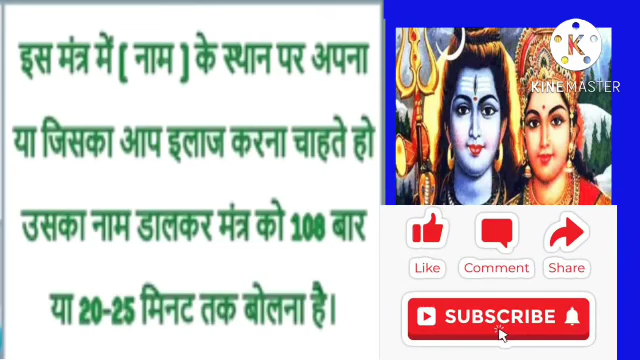 इस मंत्र में ( नाम ) के स्थान पर अपना
या जिसका आप इलाज करना चाहते हो
उसका नाम डालकर मंत्र को 108 बार
या 20-25 मिनट तक बोलना है।
K
KINEMASTER
Like Comment Share
SUBSCRIBE